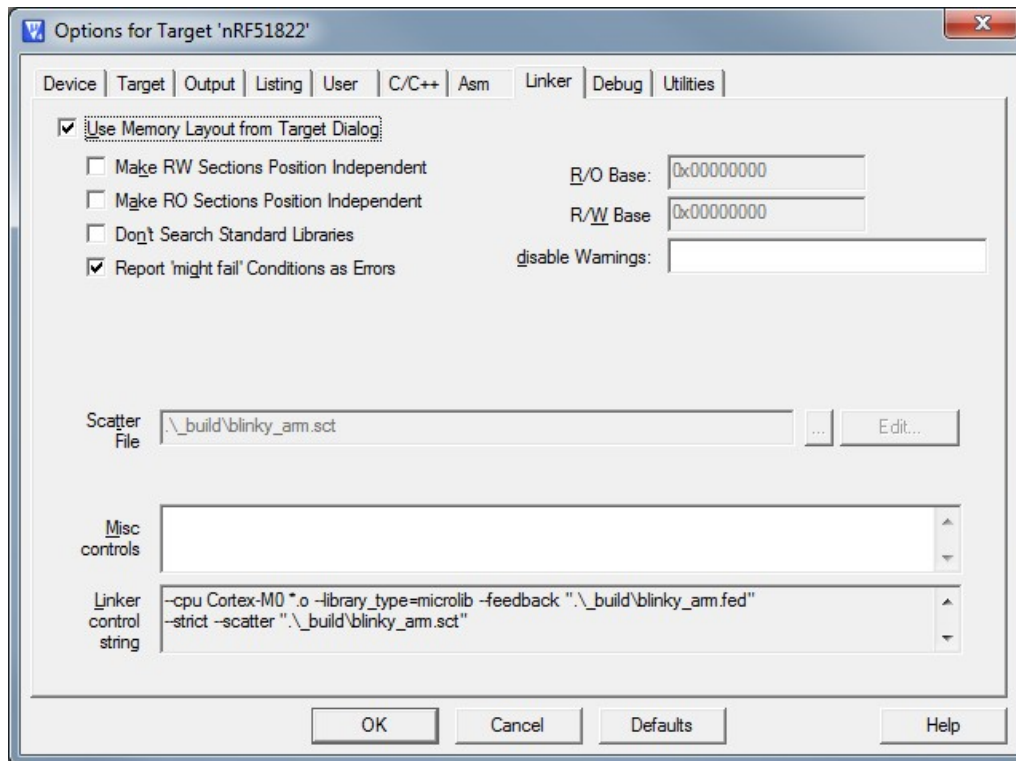 Options for Target 'nRF51822'
Device Target Output Listing User C/C++ Asm Linker Debug Utilities
Use Memory Layout from Target Dialog
Make RW Sections Position Independent
Make RO Sections Position Independent
Don't Search Standard Libraries
Report 'might fail' Conditions as Errors
R/O Base: 0x00000000
R/W Base 0x00000000
disable Warnings:
Scatter
File
.\_build\blinky_arm.sct
...
Edit...
Misc
controls
Linker
control
string
--cpu Cortex-M0 *.o --library_type=microlib --feedback ".\_build\blinky_arm.fed"
--strict --scatter ".\_build\blinky_arm.sct"
OK Cancel Defaults Help